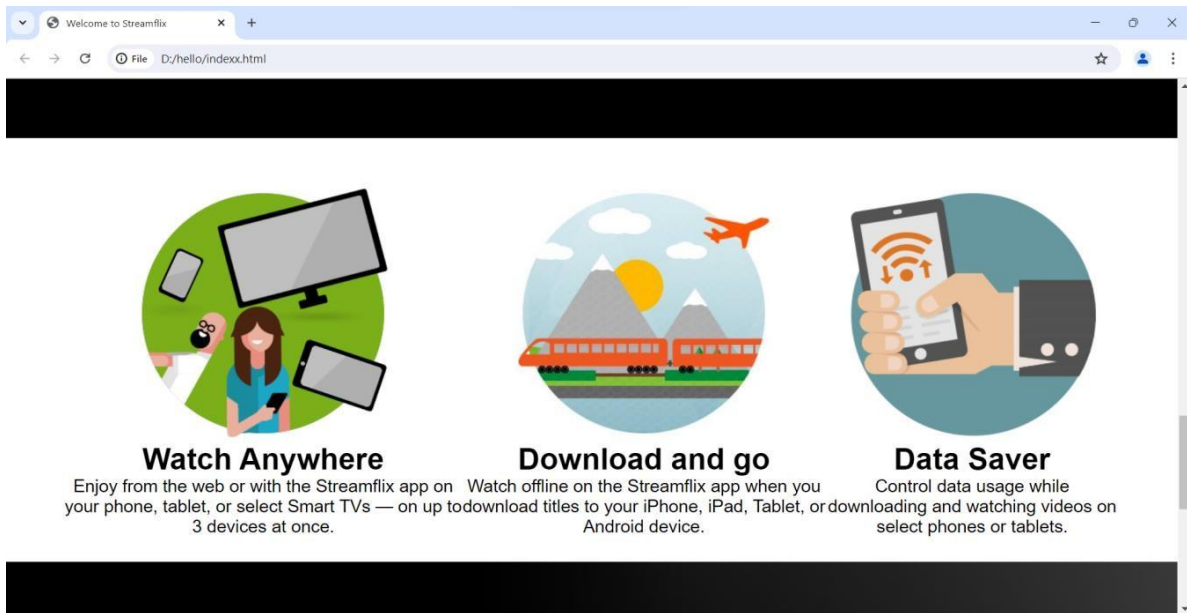 Welcome to Streamflix
File D:/hello/indexx.html
Watch Anywhere
Enjoy from the web or with the Streamflix app on
your phone, tablet, or select Smart TVs — on up to
3 devices at once.
Download and go
Watch offline on the Streamflix app when you
download titles to your iPhone, iPad, Tablet, or
Android device.
Data Saver
Control data usage while
downloading and watching videos on
select phones or tablets.